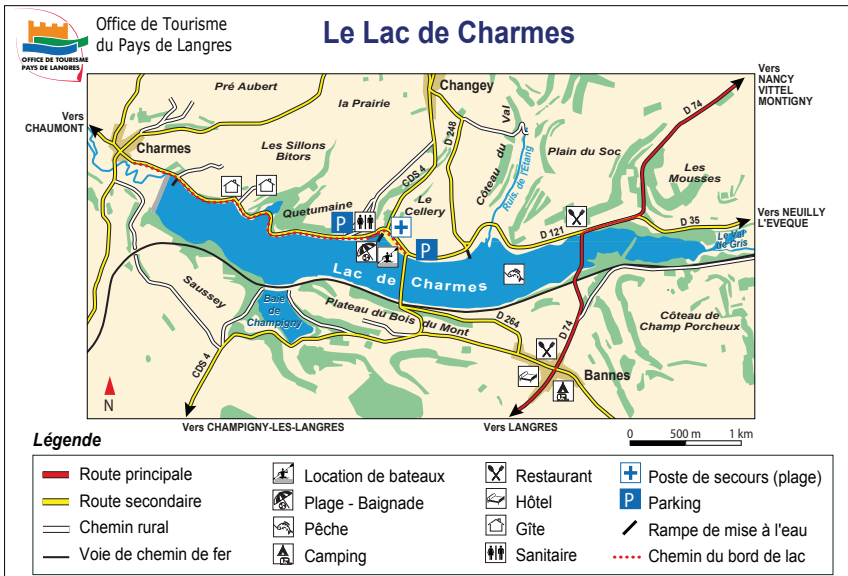 Office de Tourisme
du Pays de Langres
OFFICE DE TOURISME
PAYS DE LANGRES
Le Lac de Charmes
Vers
CHAUMONT
Pré Aubert
la Prairie
Changey
D 74
Vers
NANCY
VITTEL
MONTIGNY
Charmes
Les Sillons
Bitors
D 248
CDS 4
Côteau du Val
Ruis. de l'Etang
Plain du Soc
Les
Mousses
Quetumaine
Le
Cellery
P
P
D 121
D 35
Vers NEUILLY
L'EVEQUE
Le Val
de Gris
Lac de Charmes
Saussey
Baie
de
Champigny
Plateau du Bois du Mont
D 264
D 74
Côteau de
Champ Porcheux
CDS 4
Bannes
N
Vers CHAMPIGNY-LES-LANGRES
Vers LANGRES
0 500 m 1 km
Légende
Route principale
Route secondaire
Chemin rural
Voie de chemin de fer
Location de bateaux
Plage - Baignade
Pêche
Camping
Restaurant
Hôtel
Gîte
Sanitaire
Poste de secours (plage)
P Parking
Rampe de mise à l'eau
Chemin du bord de lac